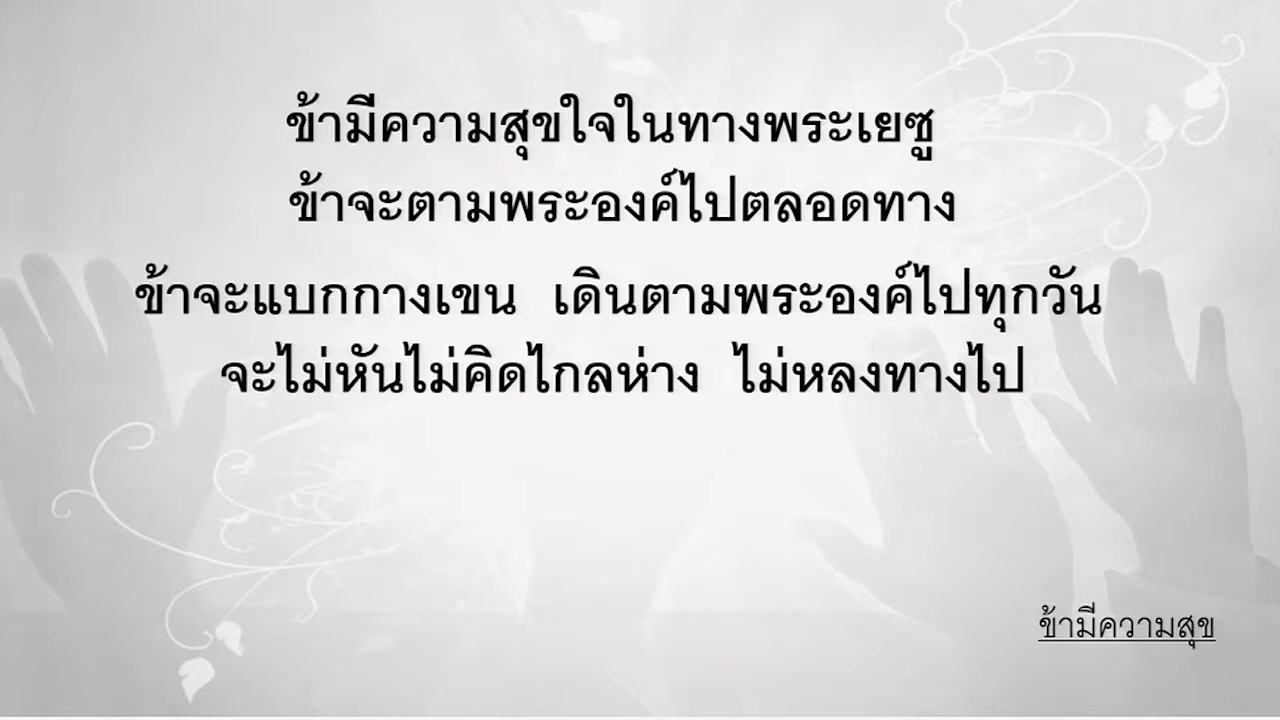 ข้ามีความสุขใจในทางพระเยซู
ข้าจะตามพระองค์ไปตลอดทาง
ข้าจะแบกกางเขน เดินตามพระองค์ไปทุกวัน
จะไม่หันไม่คิดไกลห่าง ไม่หลงทางไป
ข้ามีความสุข